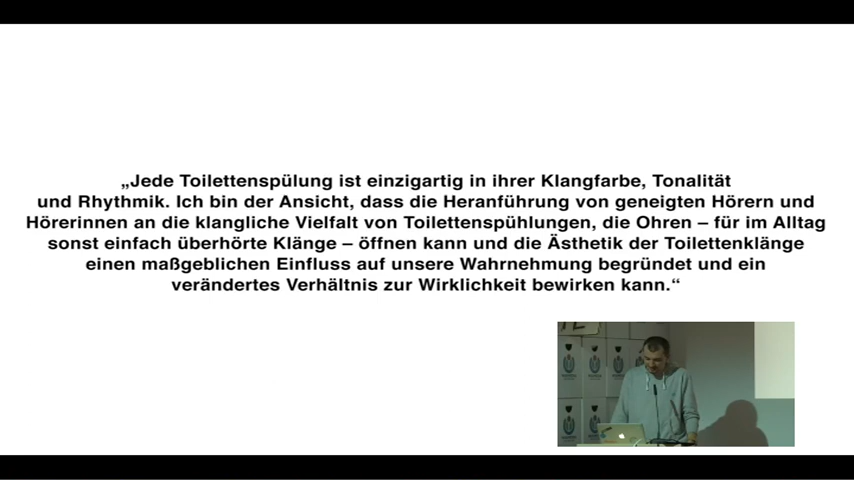 „Jede Toilettenspülung ist einzigartig in ihrer Klangfarbe, Tonalität
und Rhythmik. Ich bin der Ansicht, dass die Heranführung von geneigten Hörern und
Hörerinnen an die klangliche Vielfalt von Toilettenspühlungen, die Ohren – für im Alltag
sonst einfach überhörte Klänge – öffnen kann und die Ästhetik der Toilettenklänge
einen maßgeblichen Einfluss auf unsere Wahrnehmung begründet und ein
verändertes Verhältnis zur Wirklichkeit bewirken kann.“